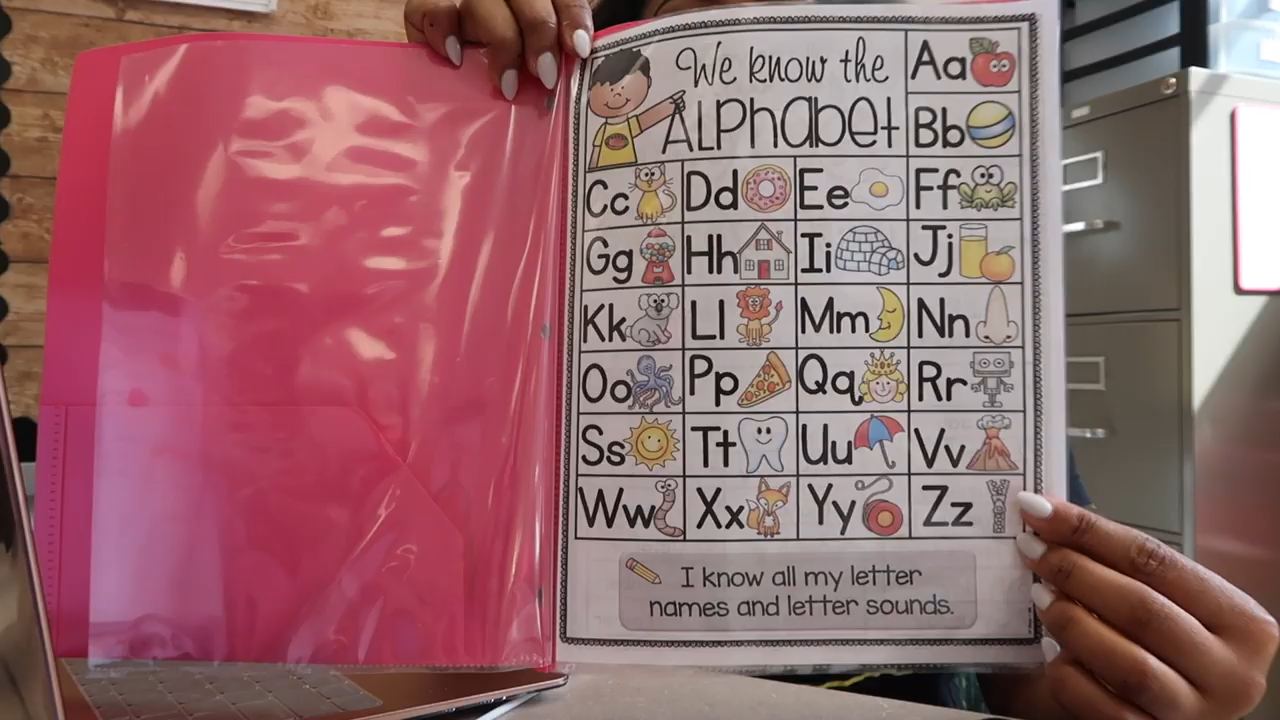 We know the
ALPhabet
Aa
Bb
Cc Dd Ee Ff
Gg Hh Ii Jj
Kk Ll Mm Nn
Oo Pp Qq Rr
Ss Tt Uu Vv
Ww Xx Yy Zz
I know all my letter
names and letter sounds.